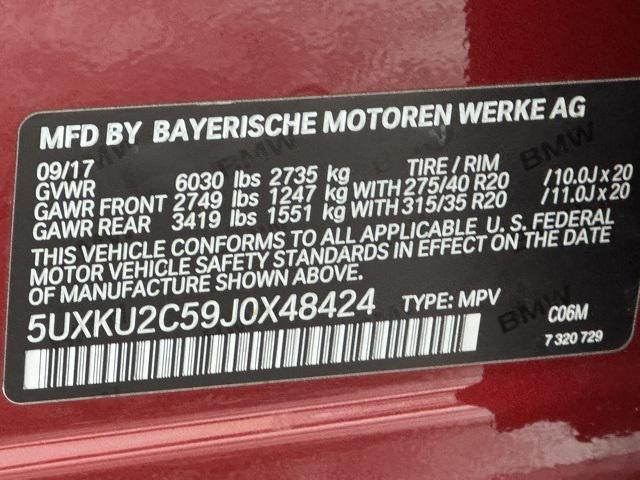 MFD BY BAYERISCHE MOTOREN WERKE AG
09/17 TIRE / RIM
GVWR 6030 lbs 2735 kg
GAWR FRONT 2749 lbs 1247 kg WITH 275/40 R20 /10.0J x 20
GAWR REAR 3419 lbs 1551 kg WITH 315/35 R20 /11.0J x 20
THIS VEHICLE CONFORMS TO ALL APPLICABLE U.S. FEDERAL
MOTOR VEHICLE SAFETY STANDARDS IN EFFECT ON THE DATE
OF MANUFACTURE SHOWN ABOVE.
5UXKU2C59J0X48424 TYPE: MPV
C06M
7 320 729
BMW
BMW
BMW